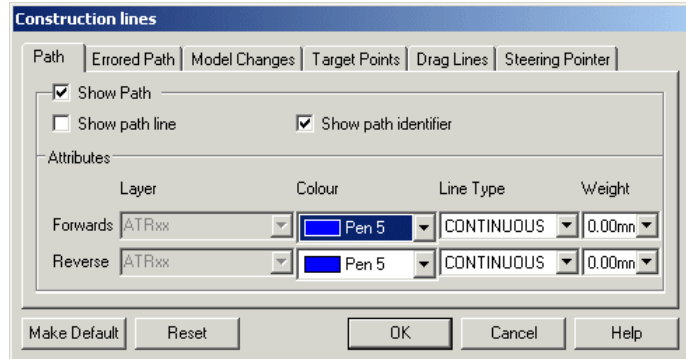 Construction lines
Path Errored Path Model Changes Target Points Drag Lines Steering Pointer
Show Path
Show path line Show path identifier
Attributes
Layer Colour Line Type Weight
Forwards ATRxx Pen 5 CONTINUOUS 0.00mn
Reverse ATRxx Pen 5 CONTINUOUS 0.00mn
Make Default Reset OK Cancel Help